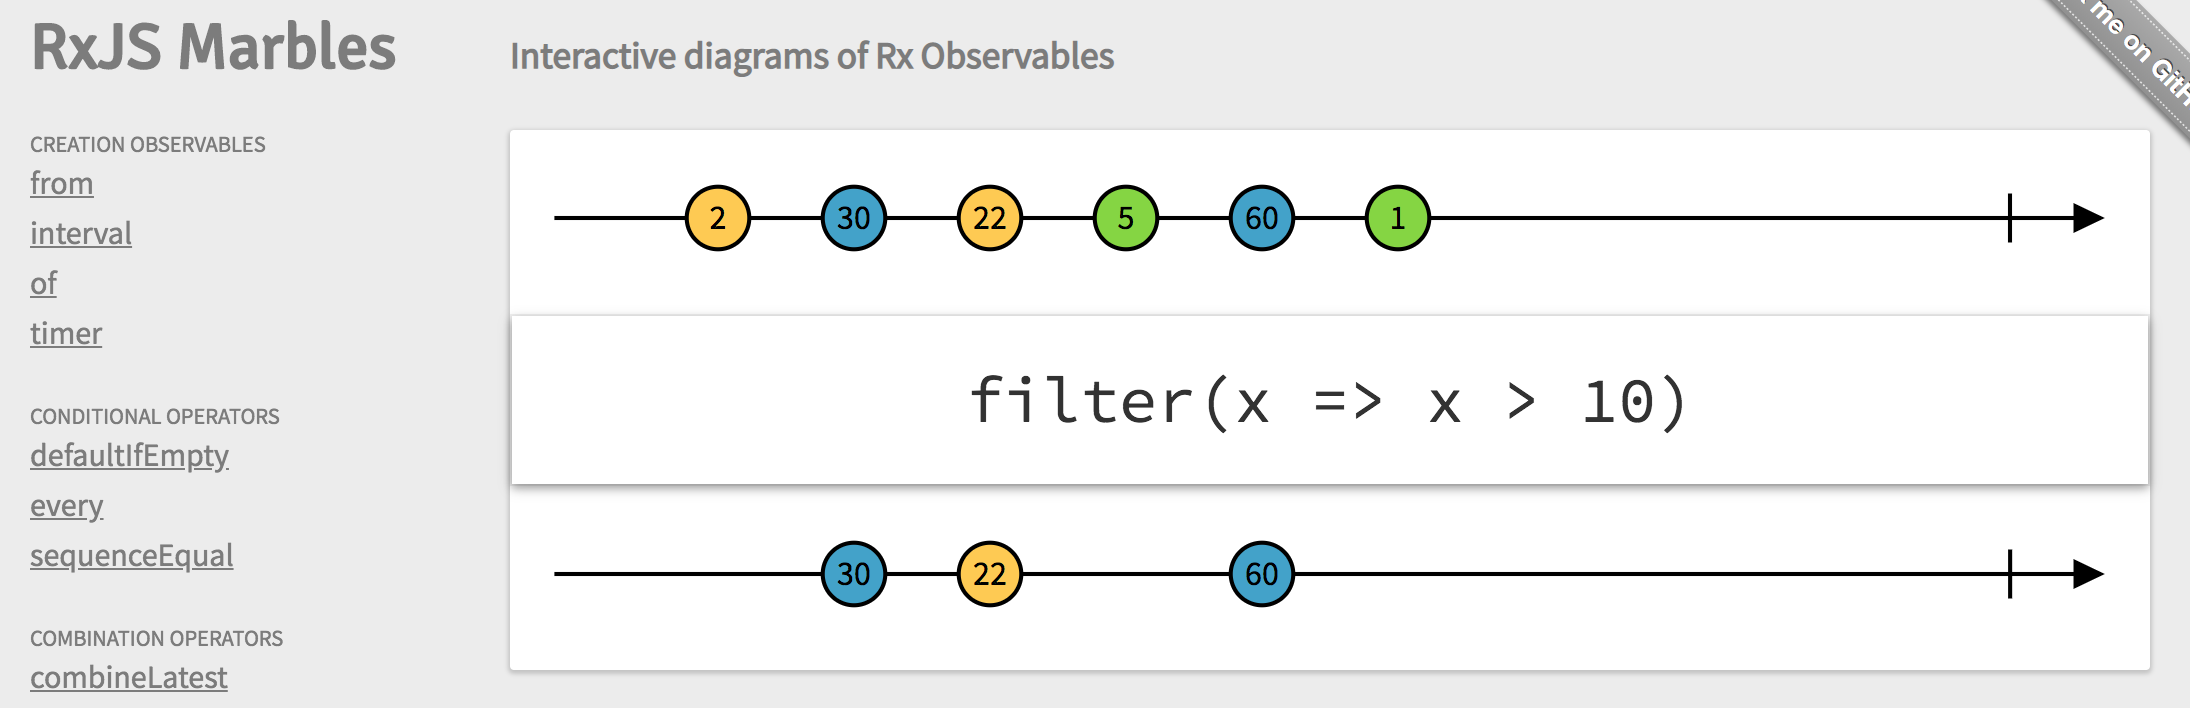 RxJS Marbles
Interactive diagrams of Rx Observables
me on GitH
CREATION OBSERVABLES
from
interval
of
timer
CONDITIONAL OPERATORS
defaultIfEmpty
every
sequenceEqual
COMBINATION OPERATORS
combineLatest
2 30 22 5 60 1
filter(x => x > 10)
30 22 60